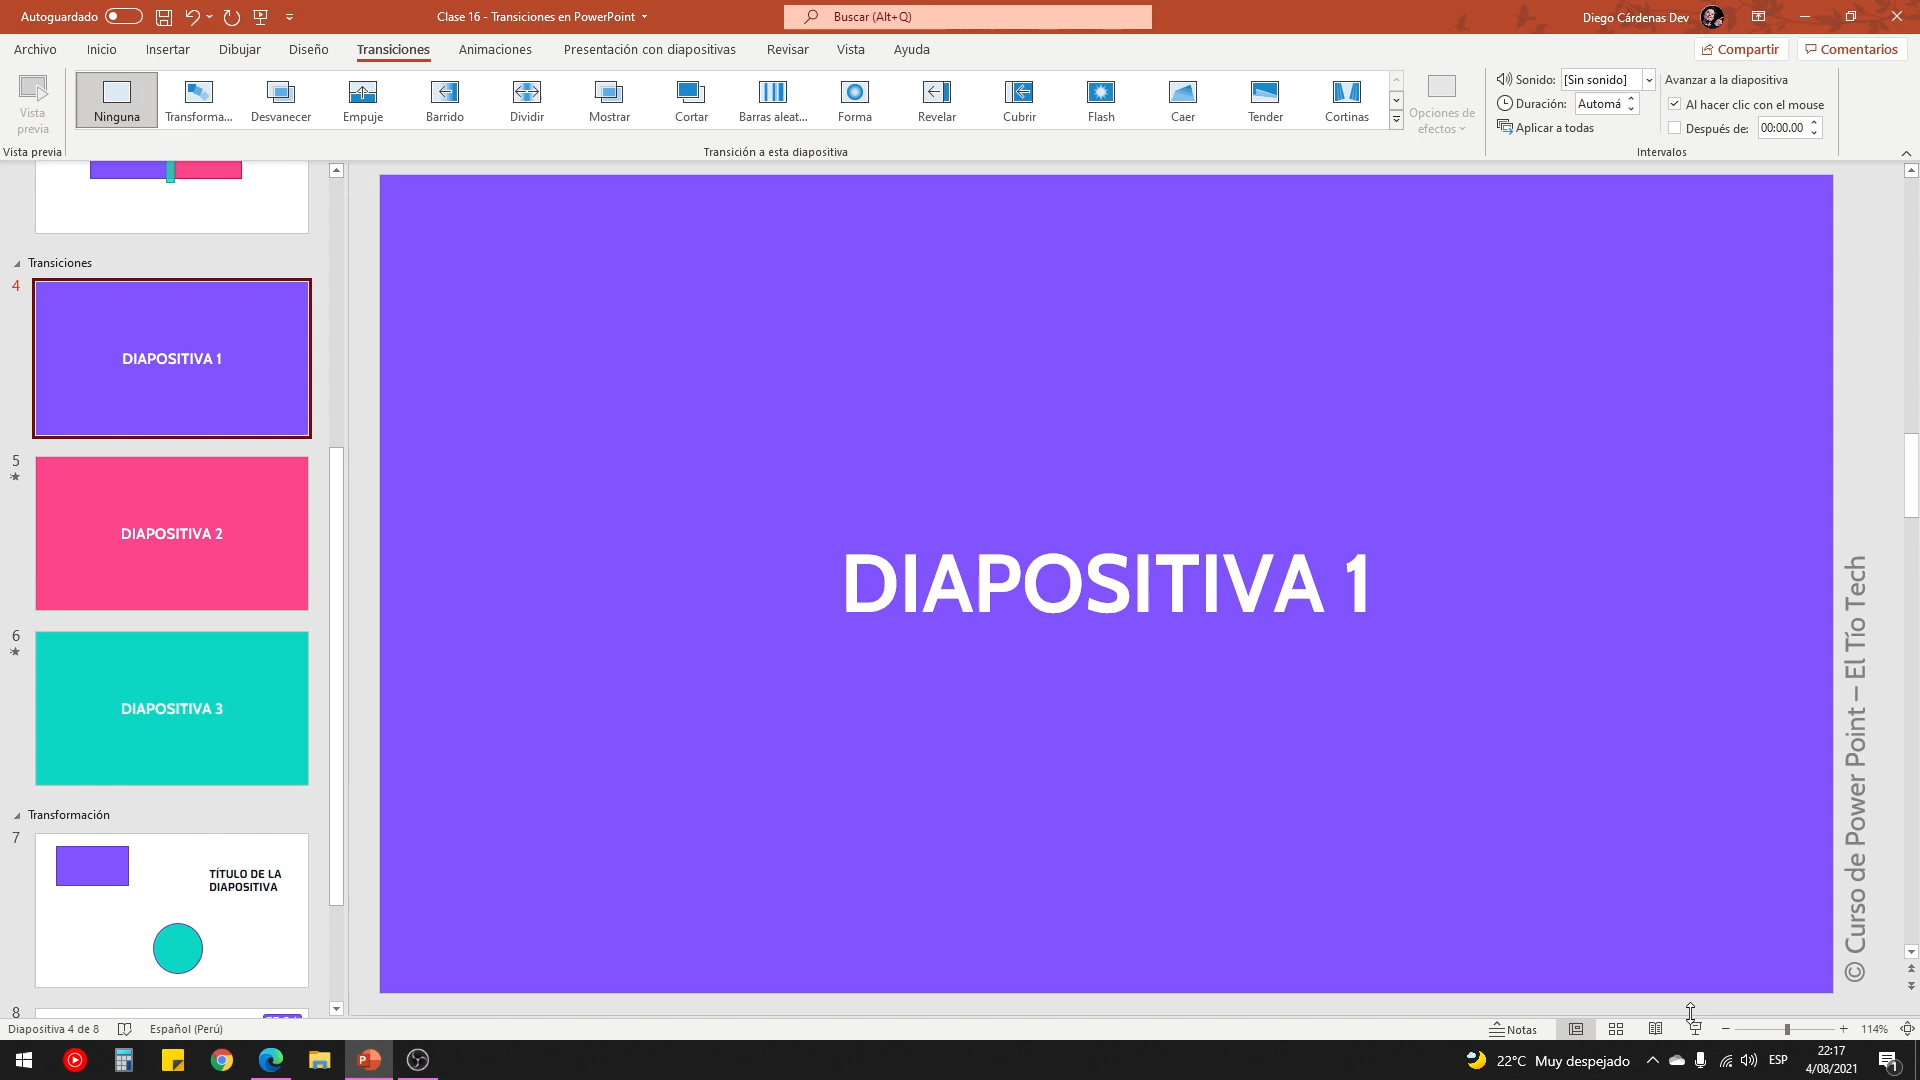 Autoguardado
Clase 16 - Transiciones en PowerPoint
Buscar (Alt+Q)
Diego Cárdenas Dev
Archivo
Inicio
Insertar
Dibujar
Diseño
Transiciones
Animaciones
Presentación con diapositivas
Revisar
Vista
Ayuda
Compartir
Comentarios
Vista
previa
Ninguna
Transforma...
Desvanecer
Empuje
Barrido
Dividir
Mostrar
Cortar
Barras aleat...
Forma
Revelar
Cubrir
Flash
Caer
Tender
Cortinas
Opciones de
efectos
Sonido: [Sin sonido]
Duración: Automá
Aplicar a todas
Avanzar a la diapositiva
Al hacer clic con el mouse
Después de: 00:00.00
Vista previa
Transición a esta diapositiva
Intervalos
Transiciones
4
DIAPOSITIVA 1
5
DIAPOSITIVA 2
6
DIAPOSITIVA 3
Transformación
7
TÍTULO DE LA
DIAPOSITIVA
8
DIAPOSITIVA 1
© Curso de Power Point – El Tío Tech
Diapositiva 4 de 8
Español (Perú)
Notas
114%
22°C Muy despejado
ESP
22:17
4/08/2021
1